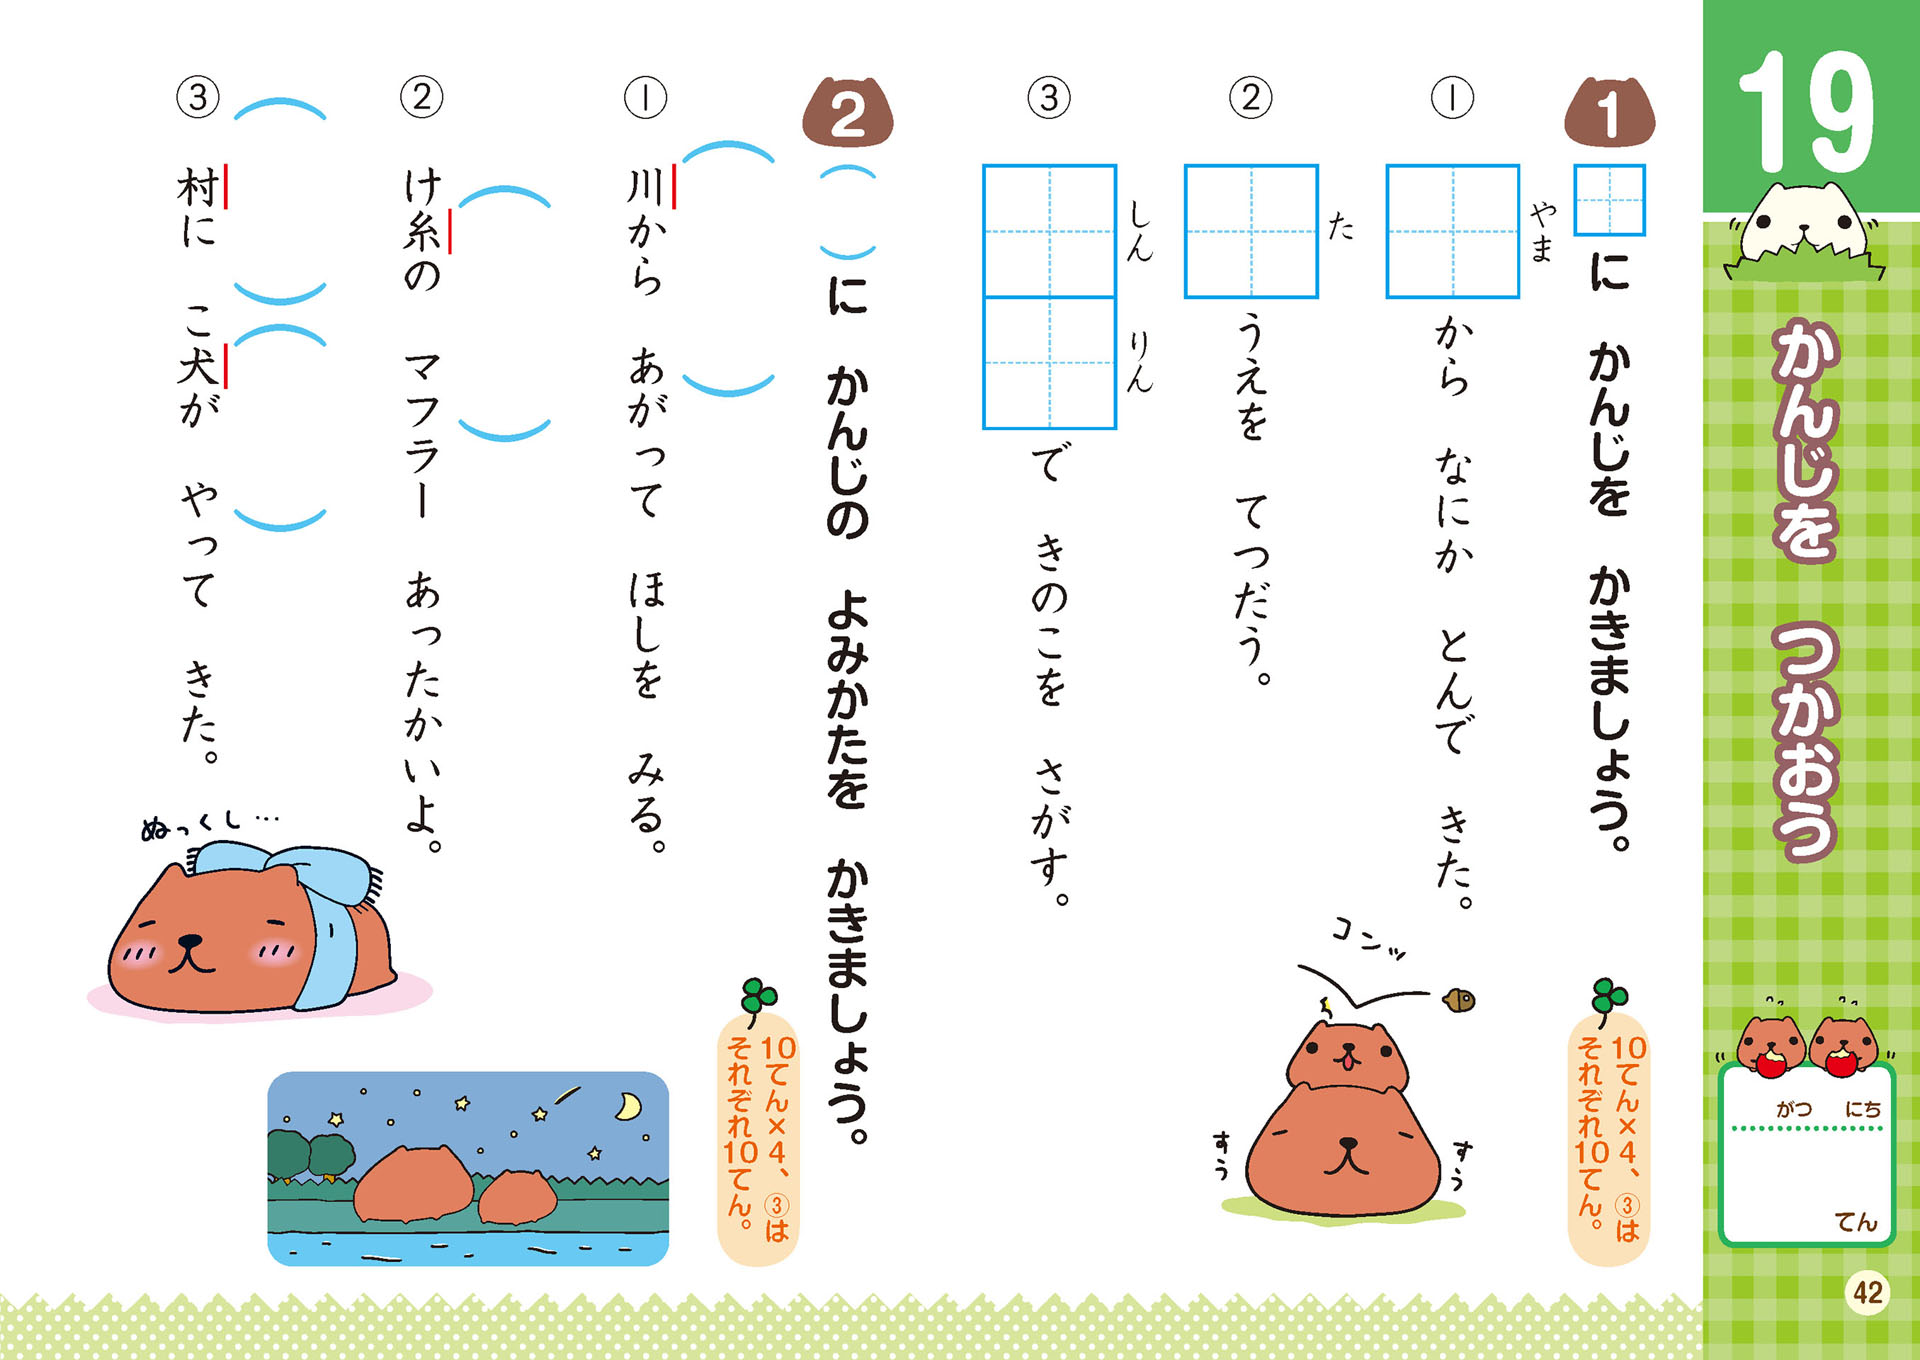 19
かんじを つかおう
がつ にち
てん
42
1
に かんじを かきましょう。
10てん×4、③は
それぞれ10てん。
①
やま
から なにか とんで きた。
②
た
うえを てつだう。
③
しん
りん
で きのこを さがす。
コンッ
すう
すう
2
( )に かんじの よみかたを かきましょう。
10てん×4、③は
それぞれ10てん。
①
川から あがって ほしを みる。
( )
②
け糸の マフラー あったかいよ。
( )
③
村に こ犬が やって きた。
( ) ( )
ぬっくし…